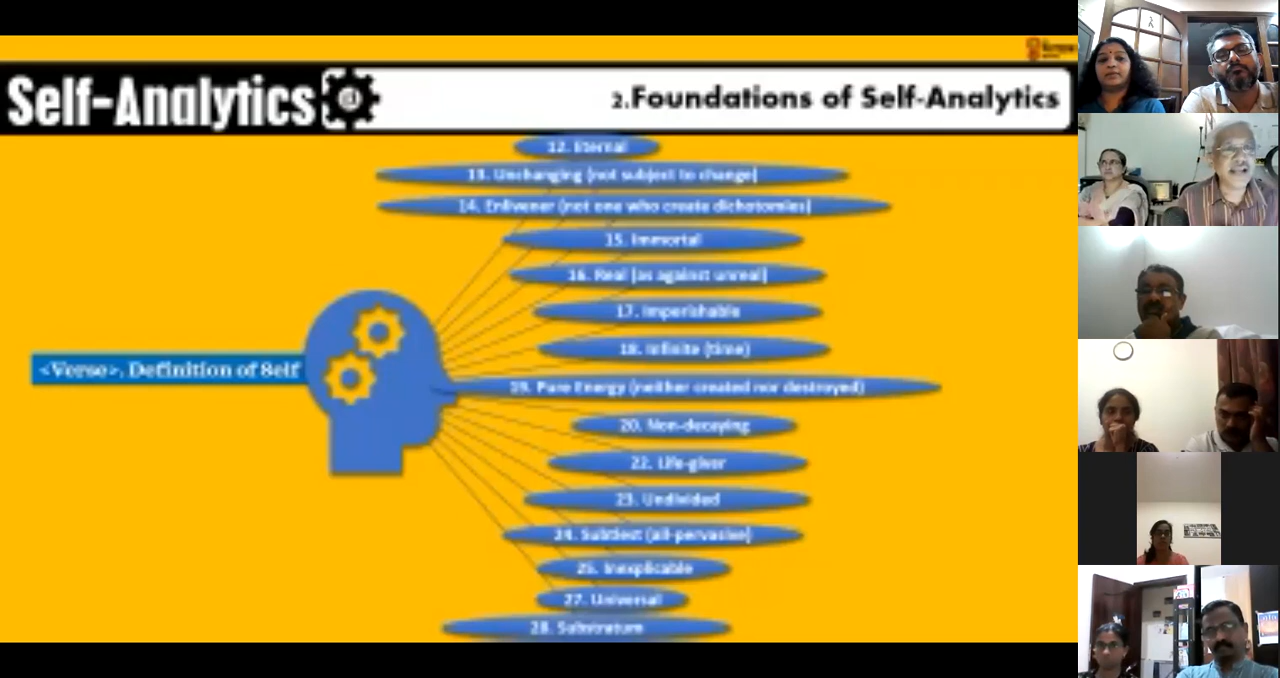 Self-Analytics
2.Foundations of Self-Analytics
12. Eternal
13. Unchanging (not subject to change)
14. Enlivener (not one who create dichotomies)
15. Immortal
16. Real (as against unreal)
17. Imperishable
18. Infinite (time)
<Verse>. Definition of Self
19. Pure Energy (neither created nor destroyed)
20. Non-decaying
22. Life-giver
23. Undivided
24. Subtlest (all-pervasive)
25. Inexplicable
27. Universal
28. Substratum